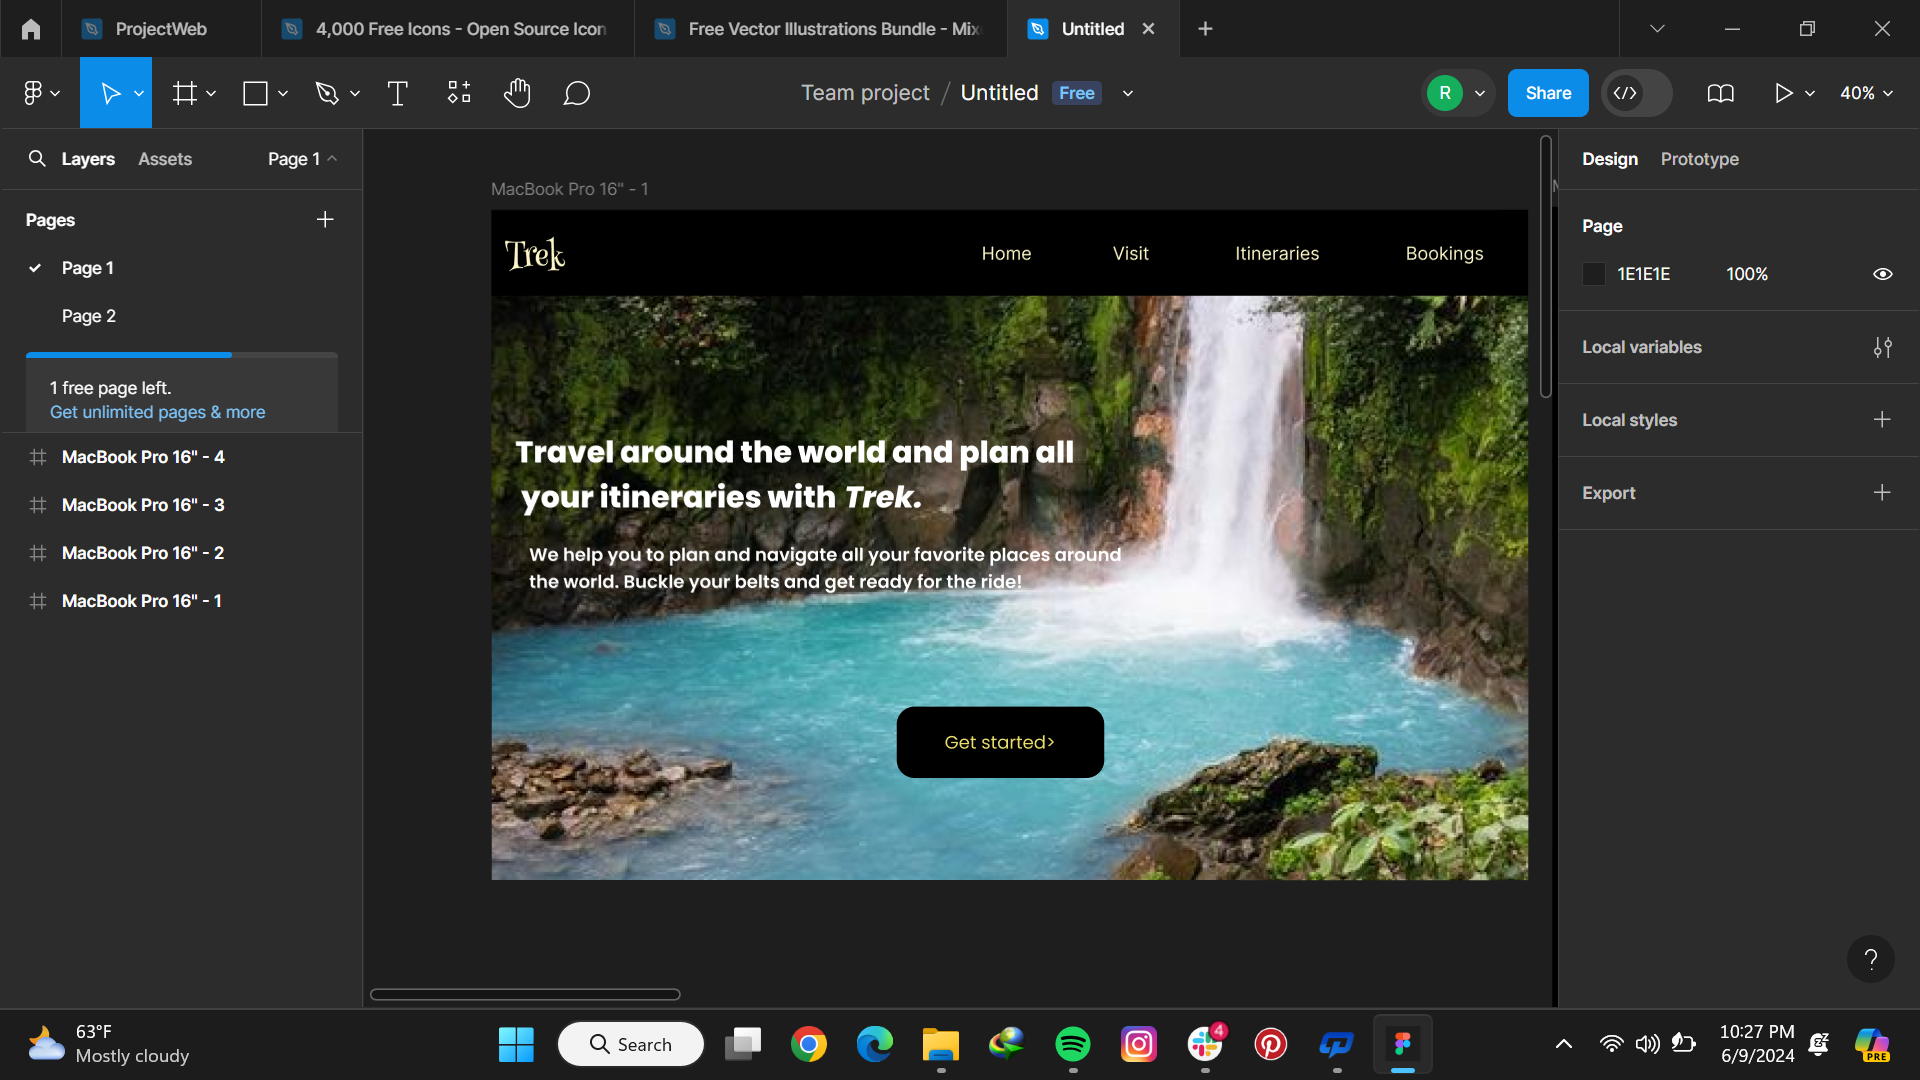 ProjectWeb
4,000 Free Icons - Open Source Icon
Free Vector Illustrations Bundle - Mix
Untitled
Team project / Untitled Free
R
Share
40%
Layers Assets Page 1
Pages
Page 1
Page 2
1 free page left.
Get unlimited pages & more
MacBook Pro 16" - 4
MacBook Pro 16" - 3
MacBook Pro 16" - 2
MacBook Pro 16" - 1
MacBook Pro 16" - 1
Trek
Home Visit Itineraries Bookings
Travel around the world and plan all
your itineraries with Trek.
We help you to plan and navigate all your favorite places around
the world. Buckle your belts and get ready for the ride!
Get started>
Design Prototype
Page
1E1E1E 100%
Local variables
Local styles
Export
?
63°F
Mostly cloudy
Search
4
10:27 PM
6/9/2024
PRE